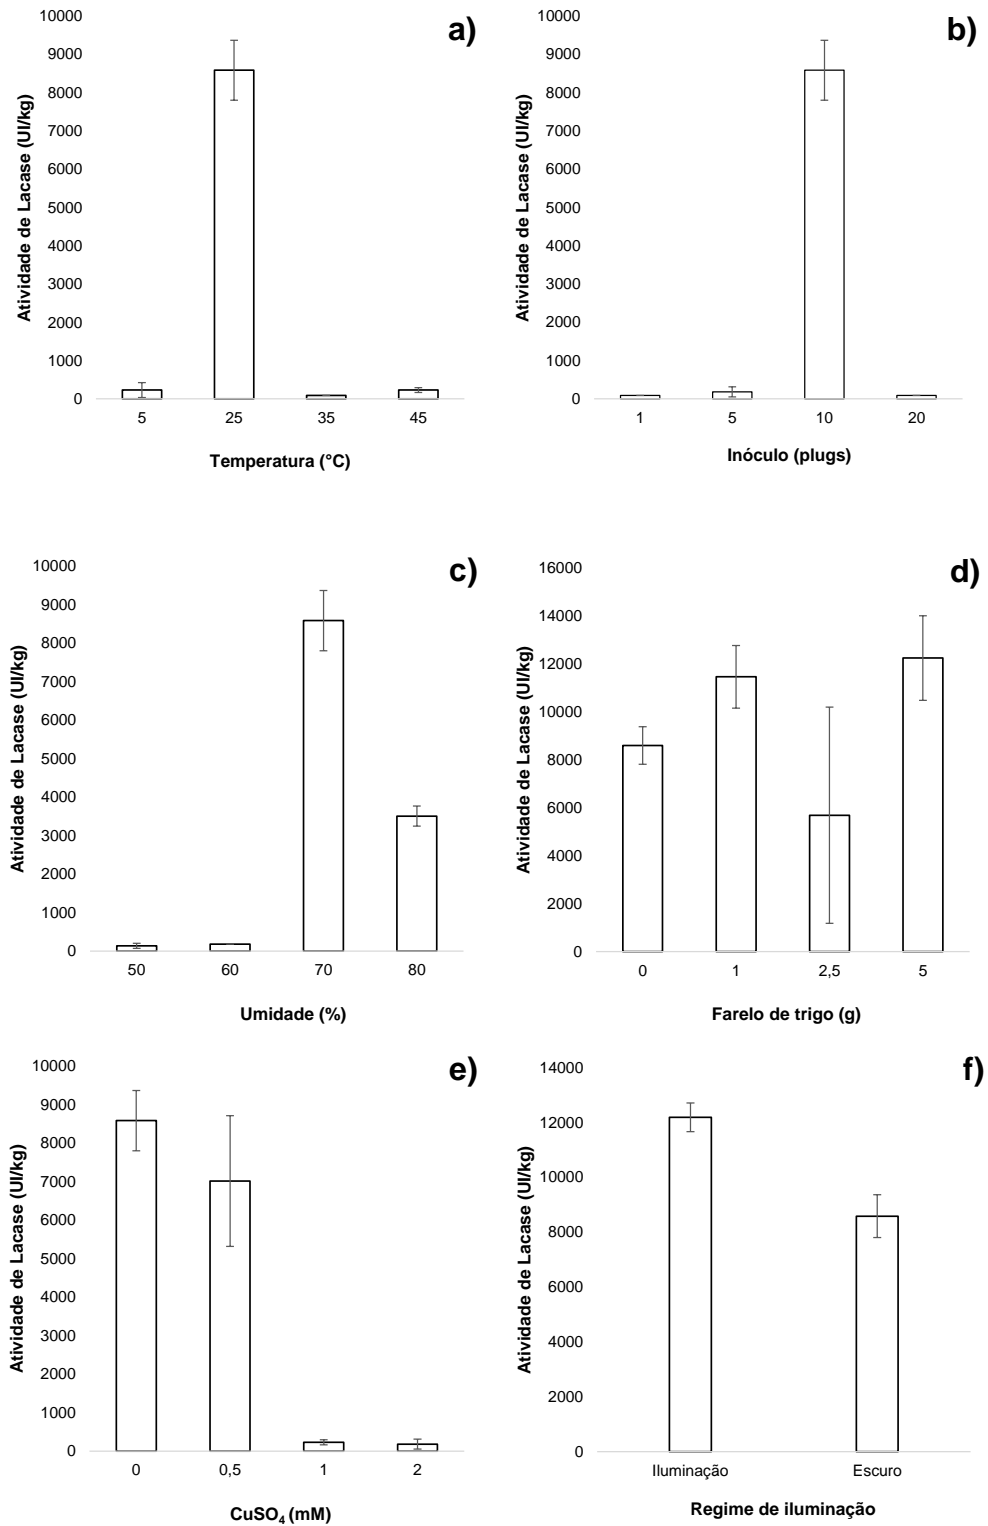 a)
Atividade de Lacase (UI/kg)
10000
9000
8000
7000
6000
5000
4000
3000
2000
1000
0
5 25 35 45
Temperatura (°C)
b)
Atividade de Lacase (UI/kg)
10000
9000
8000
7000
6000
5000
4000
3000
2000
1000
0
1 5 10 20
Inóculo (plugs)
c)
Atividade de Lacase (UI/kg)
10000
9000
8000
7000
6000
5000
4000
3000
2000
1000
0
50 60 70 80
Umidade (%)
d)
Atividade de Lacase (UI/kg)
16000
14000
12000
10000
8000
6000
4000
2000
0
0 1 2,5 5
Farelo de trigo (g)
e)
Atividade de Lacase (UI/kg)
10000
9000
8000
7000
6000
5000
4000
3000
2000
1000
0
0 0,5 1 2
CuSO₄ (mM)
f)
Atividade de Lacase (UI/kg)
14000
12000
10000
8000
6000
4000
2000
0
Iluminação Escuro
Regime de iluminação